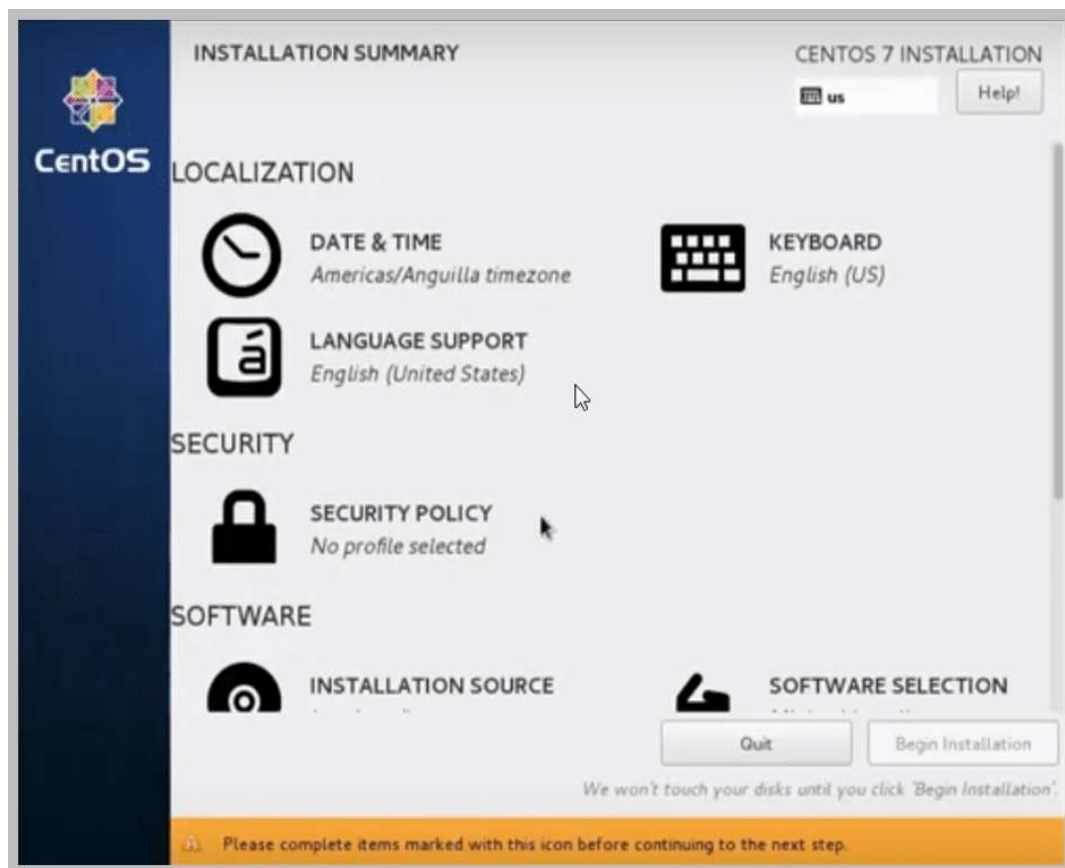 INSTALLATION SUMMARY
CENTOS 7 INSTALLATION
us
Help!
CentOS
LOCALIZATION
DATE & TIME
Americas/Anguilla timezone
KEYBOARD
English (US)
á
LANGUAGE SUPPORT
English (United States)
SECURITY
SECURITY POLICY
No profile selected
SOFTWARE
INSTALLATION SOURCE
SOFTWARE SELECTION
Quit
Begin Installation
We won't touch your disks until you click 'Begin Installation'.
Please complete items marked with this icon before continuing to the next step.